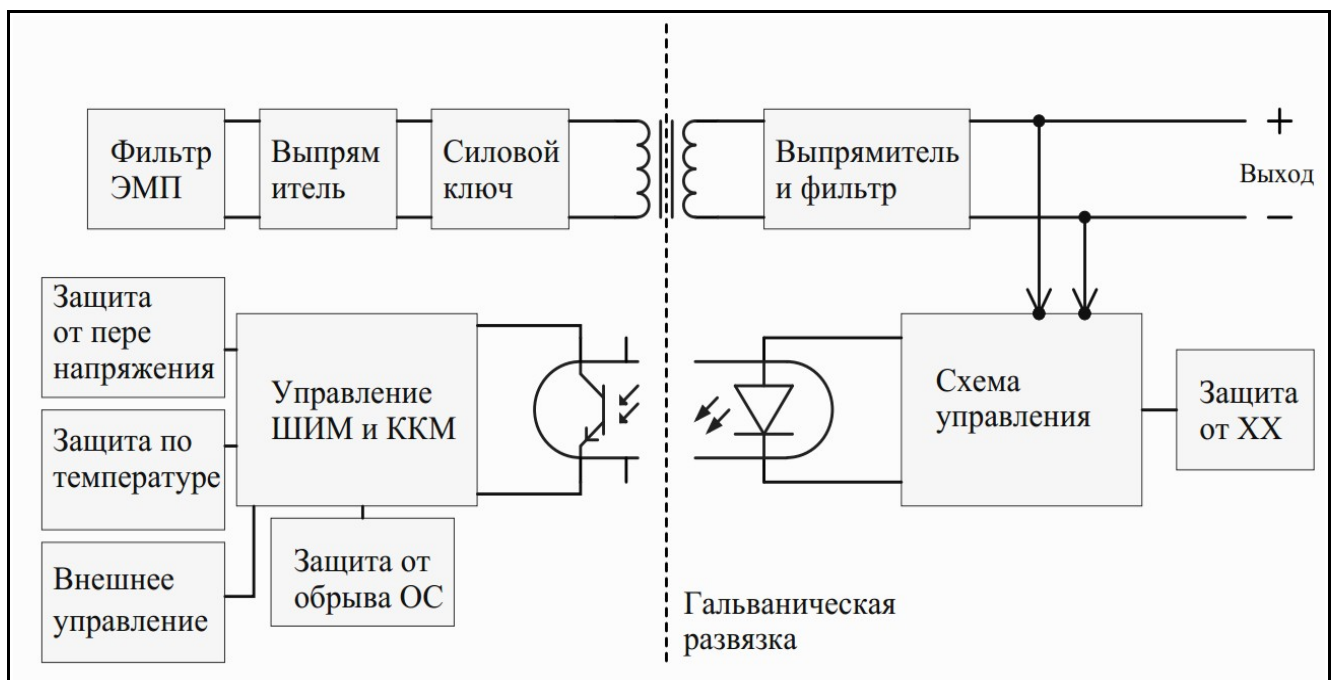 Фильтр
ЭМП
Выпрям
итель
Силовой
ключ
Выпрямитель
и фильтр
+
Выход
−
Защита
от пере
напряжения
Защита по
температуре
Внешнее
управление
Управление
ШИМ и ККМ
Защита от
обрыва ОС
Схема
управления
Защита
от ХХ
Гальваническая
развязка